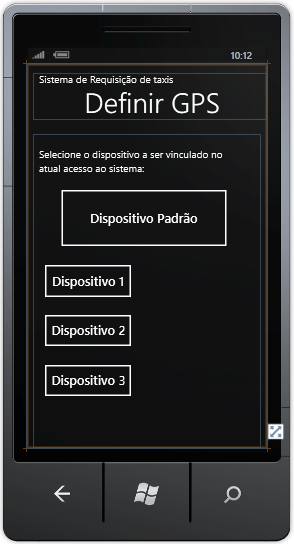 10:12
Sistema de Requisição de taxis
Definir GPS
Selecione o dispositivo a ser vinculado no
atual acesso ao sistema:
Dispositivo Padrão
Dispositivo 1
Dispositivo 2
Dispositivo 3